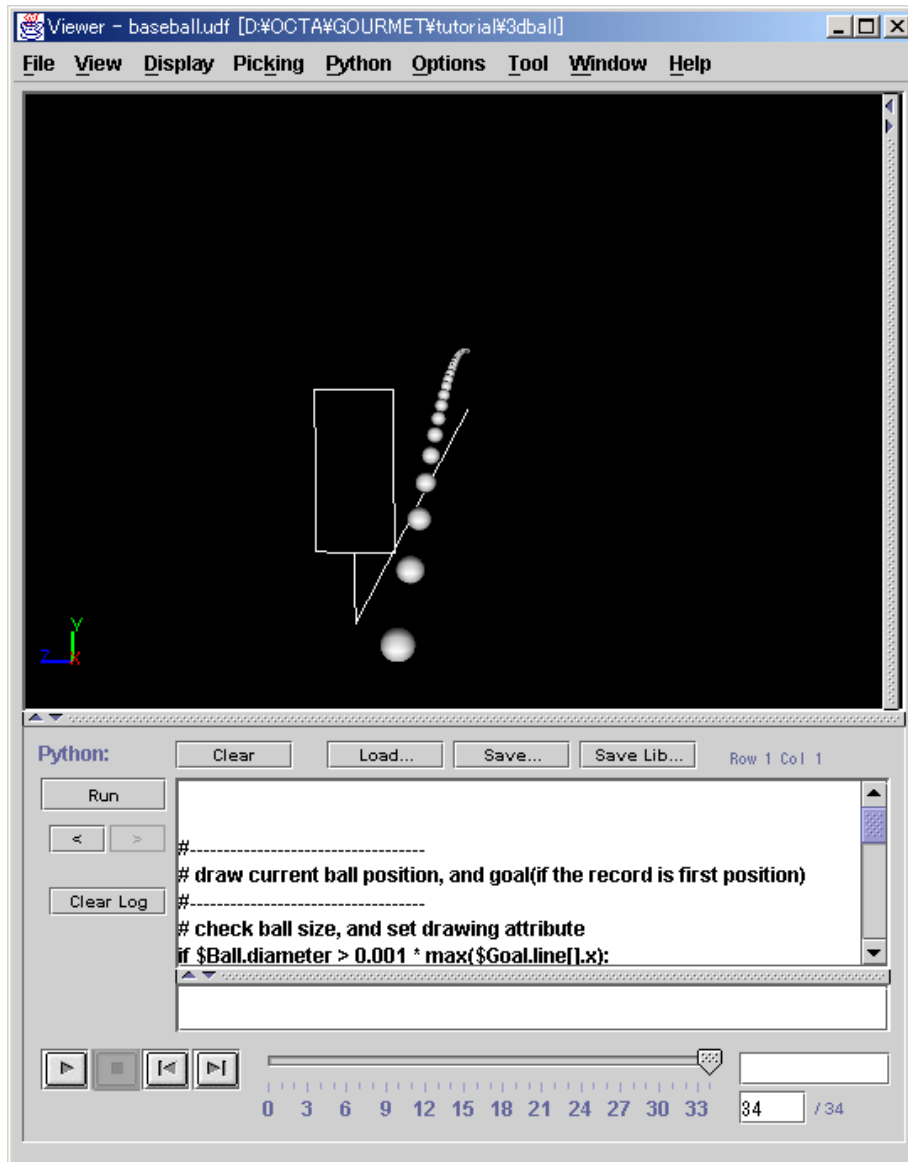 Viewer - baseball.udf [D:¥OCTA¥GOURMET¥tutorial¥3dball]
File View Display Picking Python Options Tool Window Help
Y
Z X
Python: Clear Load... Save... Save Lib... Row 1 Col 1
Run
< >
Clear Log
#----------------------------------
# draw current ball position, and goal(if the record is first position)
#----------------------------------
# check ball size, and set drawing attribute
if $Ball.diameter > 0.001 * max($Goal.line[].x):
0 3 6 9 12 15 18 21 24 27 30 33
34 / 34